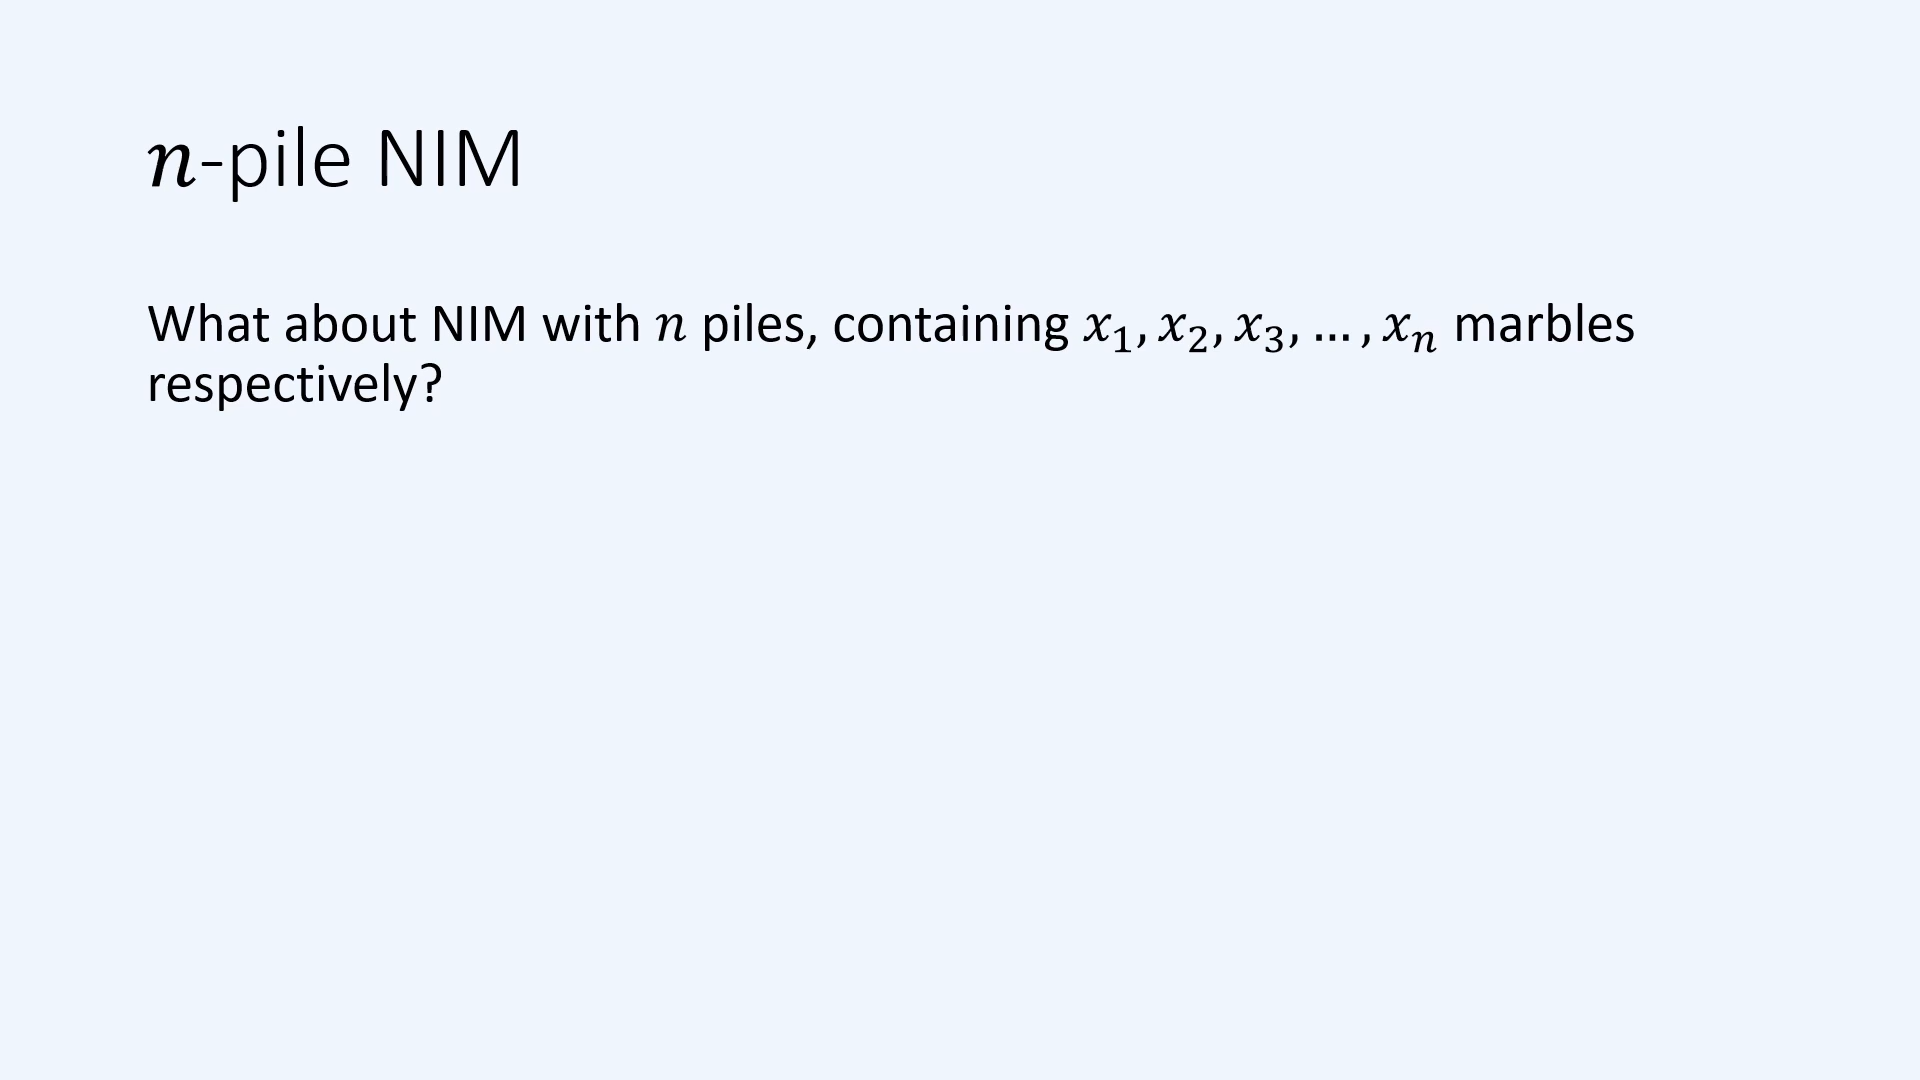 n-pile NIM
What about NIM with n piles, containing x₁, x₂, x₃, … , xₙ marbles
respectively?